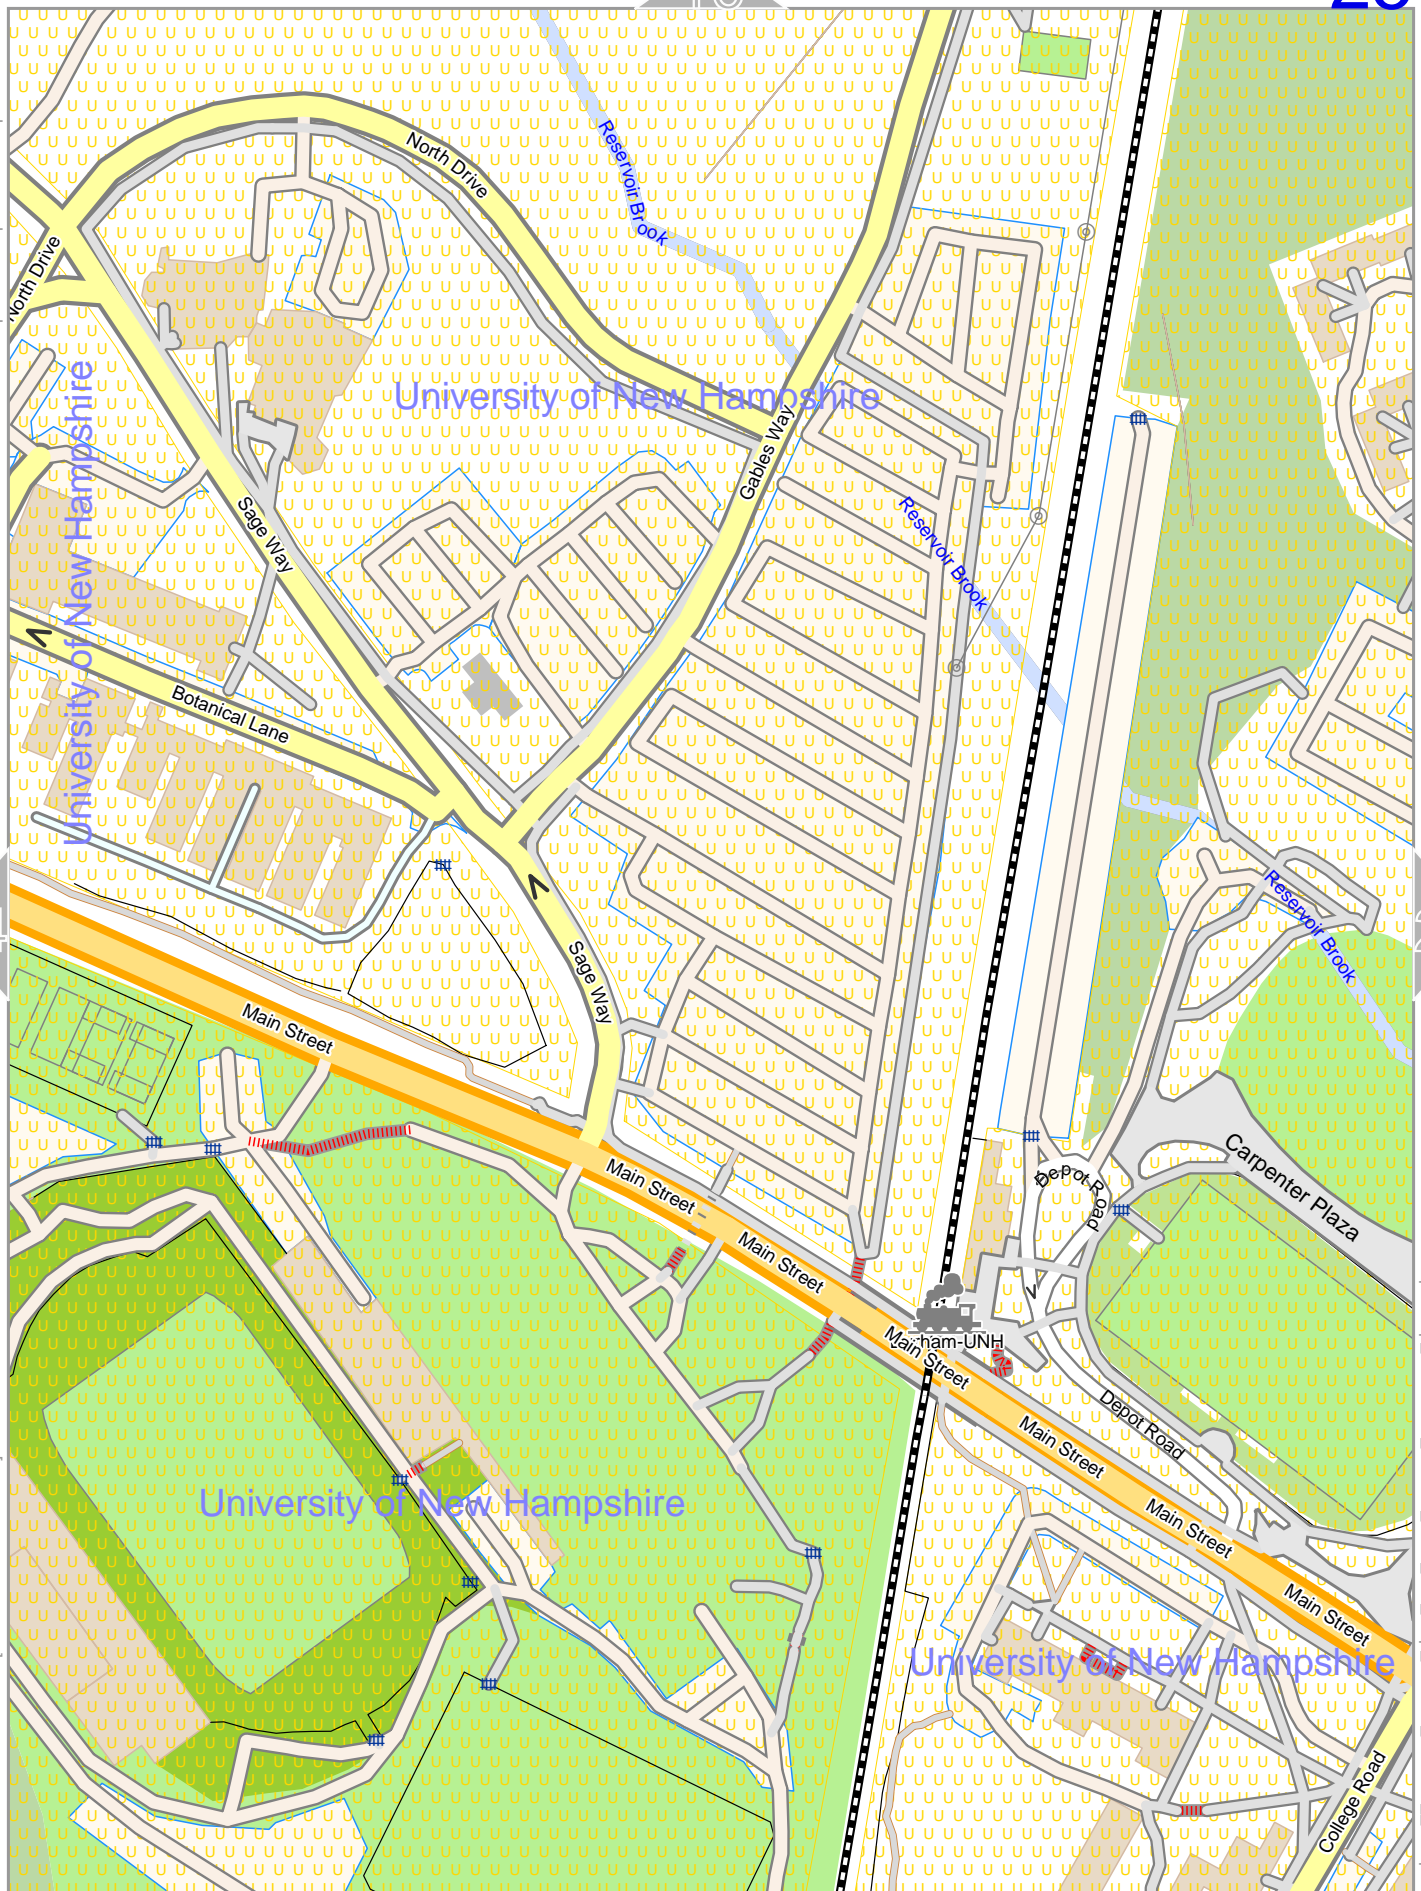 North Drive
Reservoir Brook
North Drive
University of New Hampshire
University of New Hampshire
Gables Way
Sage Way
Reservoir Brook
Botanical Lane
Reservoir Brook
Sage Way
Main Street
Carpenter Plaza
Depot Road
Main Street
Main Street
Main Street
Depot Road
Main Street
University of New Hampshire
Main Street
Main Street
University of New Hampshire
College Road